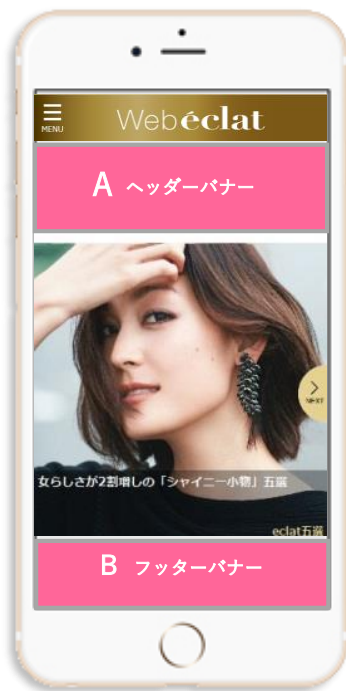 MENU
Web éclat
A ヘッダーバナー
NEXT
女らしさが2割増しの「シャイニー小物」五選
eclat五選
B フッターバナー